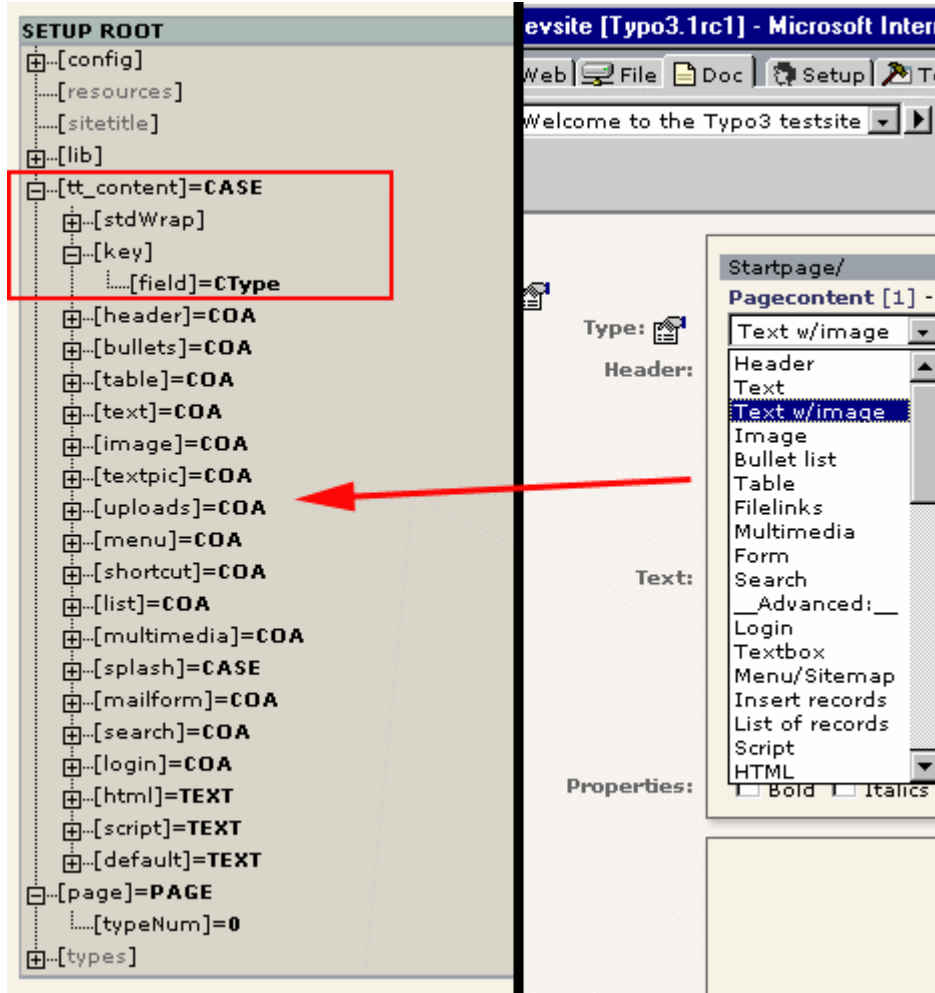 SETUP ROOT
[config]
[resources]
[sitetitle]
[lib]
[tt_content]=CASE
[stdWrap]
[key]
[field]=CType
[header]=COA
[bullets]=COA
[table]=COA
[text]=COA
[image]=COA
[textpic]=COA
[uploads]=COA
[menu]=COA
[shortcut]=COA
[list]=COA
[multimedia]=COA
[splash]=CASE
[mailform]=COA
[search]=COA
[login]=COA
[html]=TEXT
[script]=TEXT
[default]=TEXT
[page]=PAGE
[typeNum]=0
[types]
evsite [Typo3.1rc1] - Microsoft Inter
Web File Doc Setup T
Welcome to the Typo3 testsite
Startpage/
Pagecontent [1] -
Type: Text w/image
Header:
Header
Text
Text w/image
Image
Bullet list
Table
Filelinks
Multimedia
Form
Text:
Search
__Advanced:__
Login
Textbox
Menu/Sitemap
Insert records
List of records
Script
HTML
Properties: Bold Italics